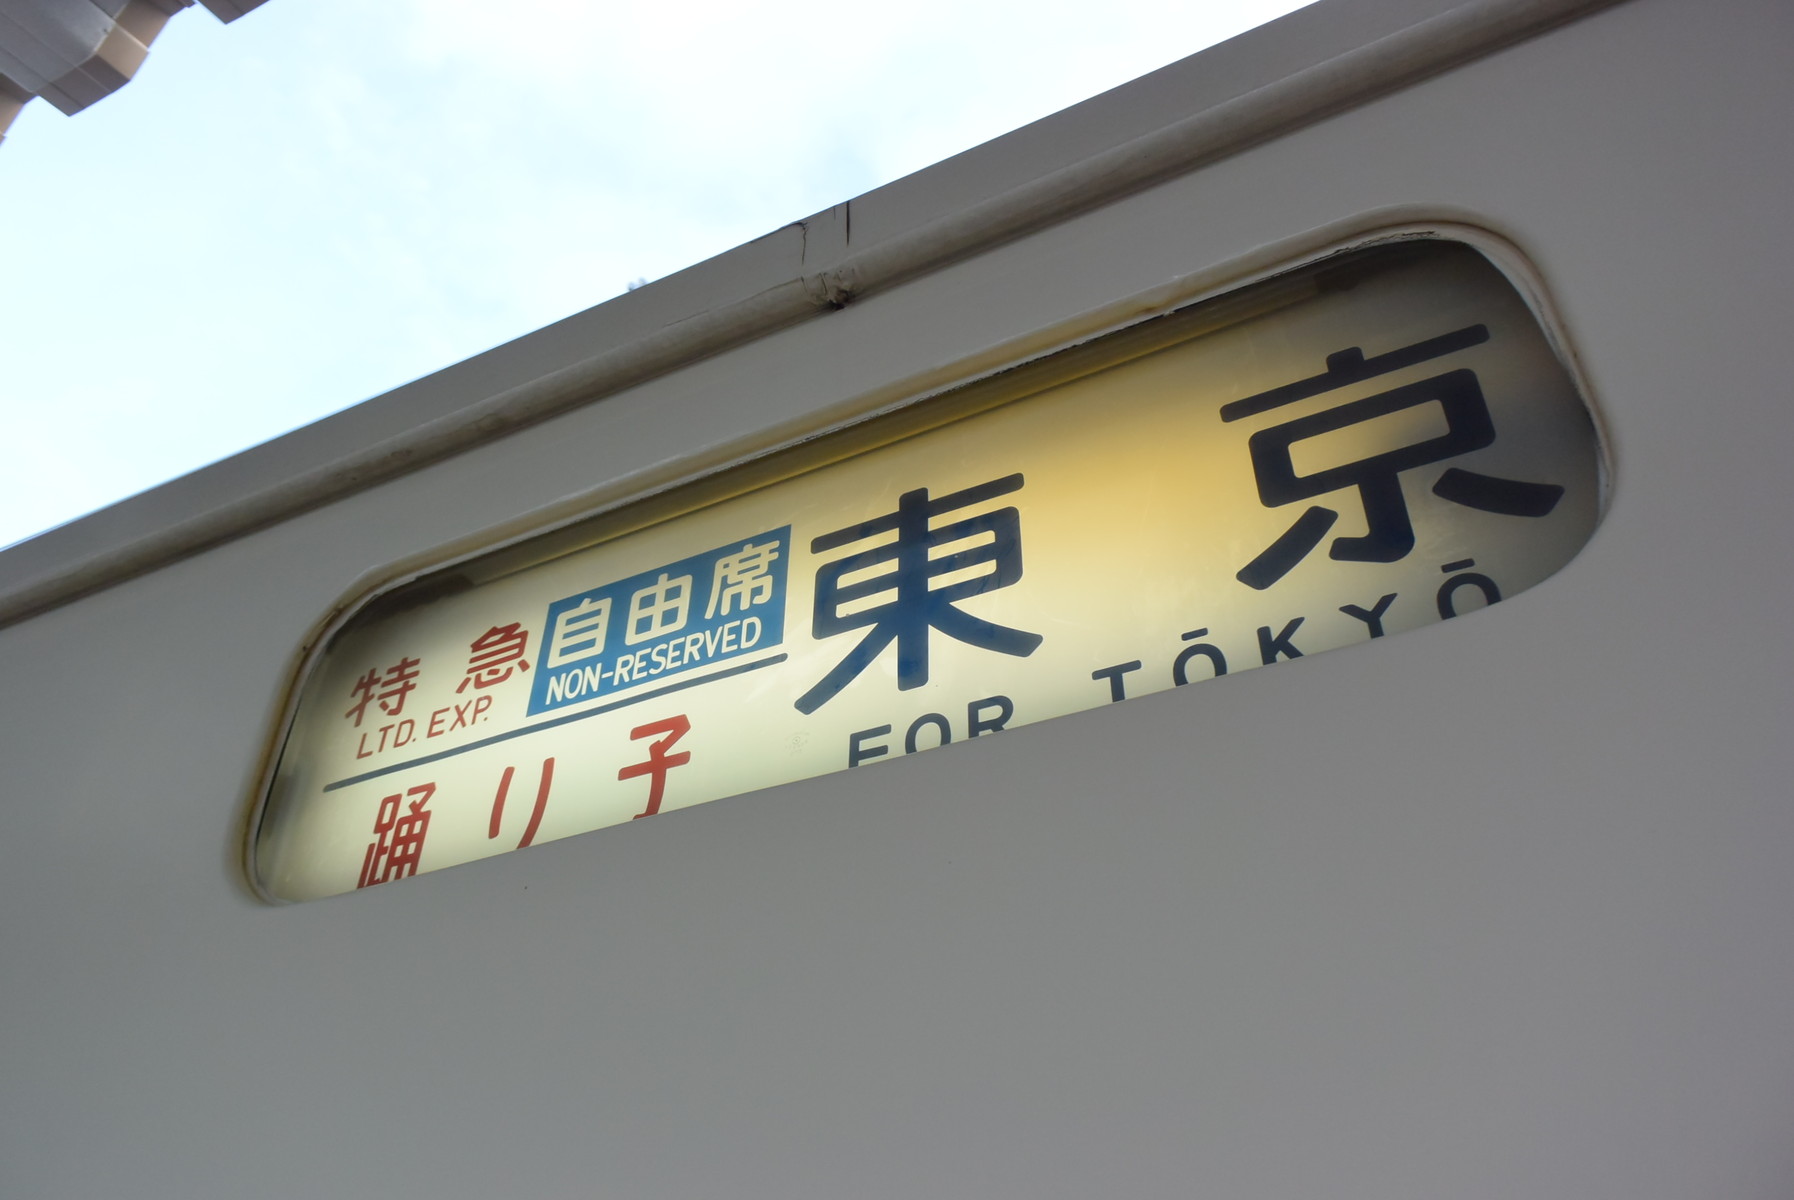 特急
LTD. EXP.
自由席
NON-RESERVED
踊り子
東京
FOR TŌKYŌ